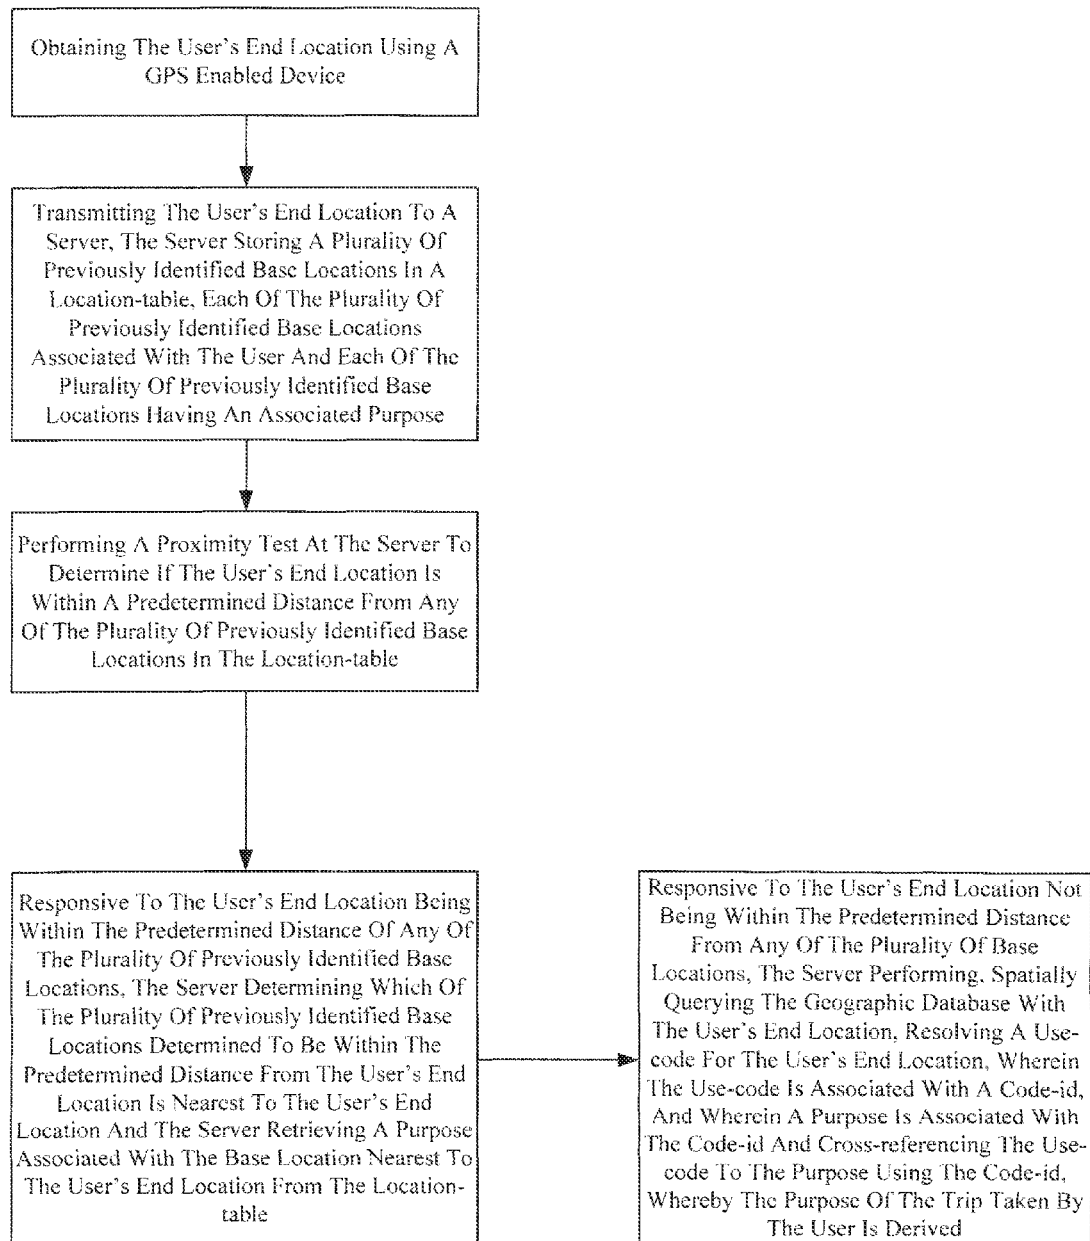 Obtaining The User's End Location Using A
GPS Enabled Device
Transmitting The User's End Location To A
Server, The Server Storing A Plurality Of
Previously Identified Base Locations In A
Location-table, Each Of The Plurality Of
Previously Identified Base Locations
Associated With The User And Each Of The
Plurality Of Previously Identified Base
Locations Having An Associated Purpose
Performing A Proximity Test At The Server To
Determine If The User's End Location Is
Within A Predetermined Distance From Any
Of The Plurality Of Previously Identified Base
Locations In The Location-table
Responsive To The User's End Location Being
Within The Predetermined Distance Of Any Of
The Plurality Of Previously Identified Base
Locations, The Server Determining Which Of
The Plurality Of Previously Identified Base
Locations Determined To Be Within The
Predetermined Distance From The User's End
Location Is Nearest To The User's End
Location And The Server Retrieving A Purpose
Associated With The Base Location Nearest To
The User's End Location From The Location-
table
Responsive To The User's End Location Not
Being Within The Predetermined Distance
From Any Of The Plurality Of Base
Locations, The Server Performing, Spatially
Querying The Geographic Database With
The User's End Location, Resolving A Use-
code For The User's End Location, Wherein
The Use-code Is Associated With A Code-id,
And Wherein A Purpose Is Associated With
The Code-id And Cross-referencing The Use-
code To The Purpose Using The Code-id,
Whereby The Purpose Of The Trip Taken By
The User Is Derived